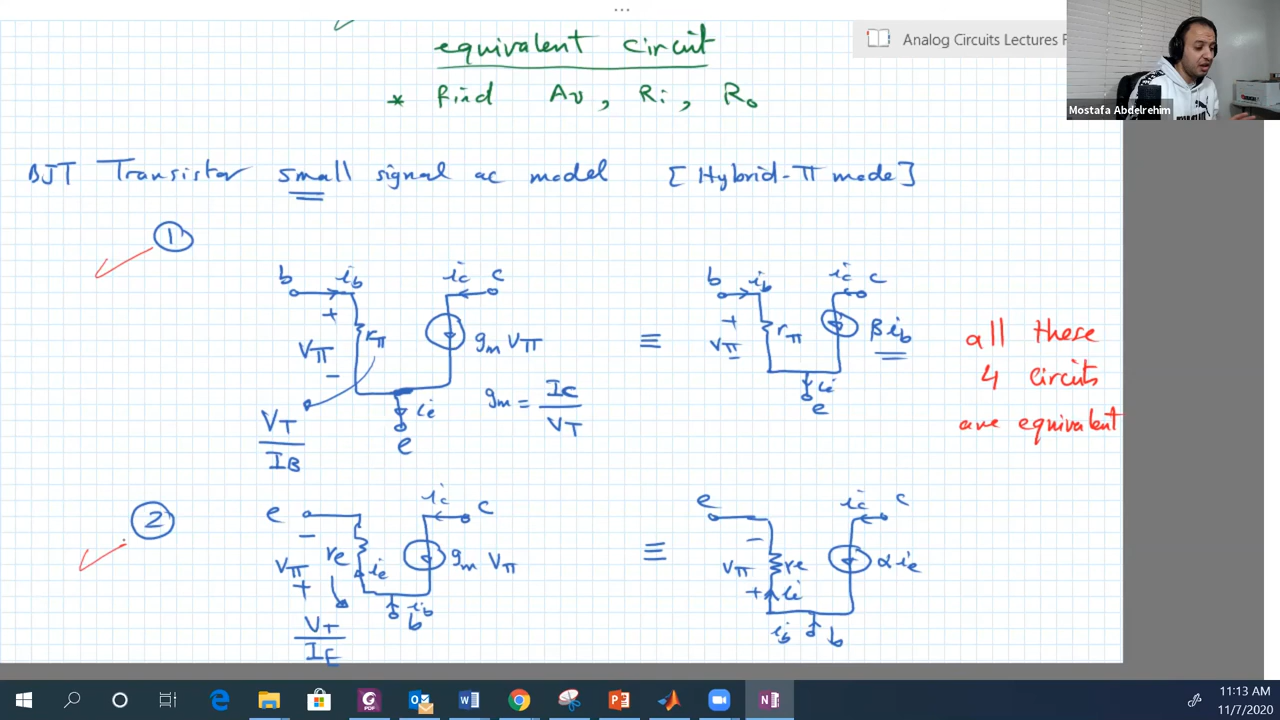 equivalent circuit
* Find Av, Ri, Ro
Analog Circuits Lectures F
Mostafa Abdelrehim
BJT Transistor small signal ac model [Hybrid-π mode]
1
b ib ic c
+
Vπ rπ gm Vπ
-
ie
e
VT
IB
gm = IC
VT
≡
b ib ic c
+
Vπ rπ β ib
-
ie
e
all these
4 circuits
are equivalent
2
e ic c
-
Vπ re ie gm Vπ
+
ib
b
VT
IE
≡
e ic c
-
Vπ re α ie
+ ie
ib b
11:13 AM
11/7/2020